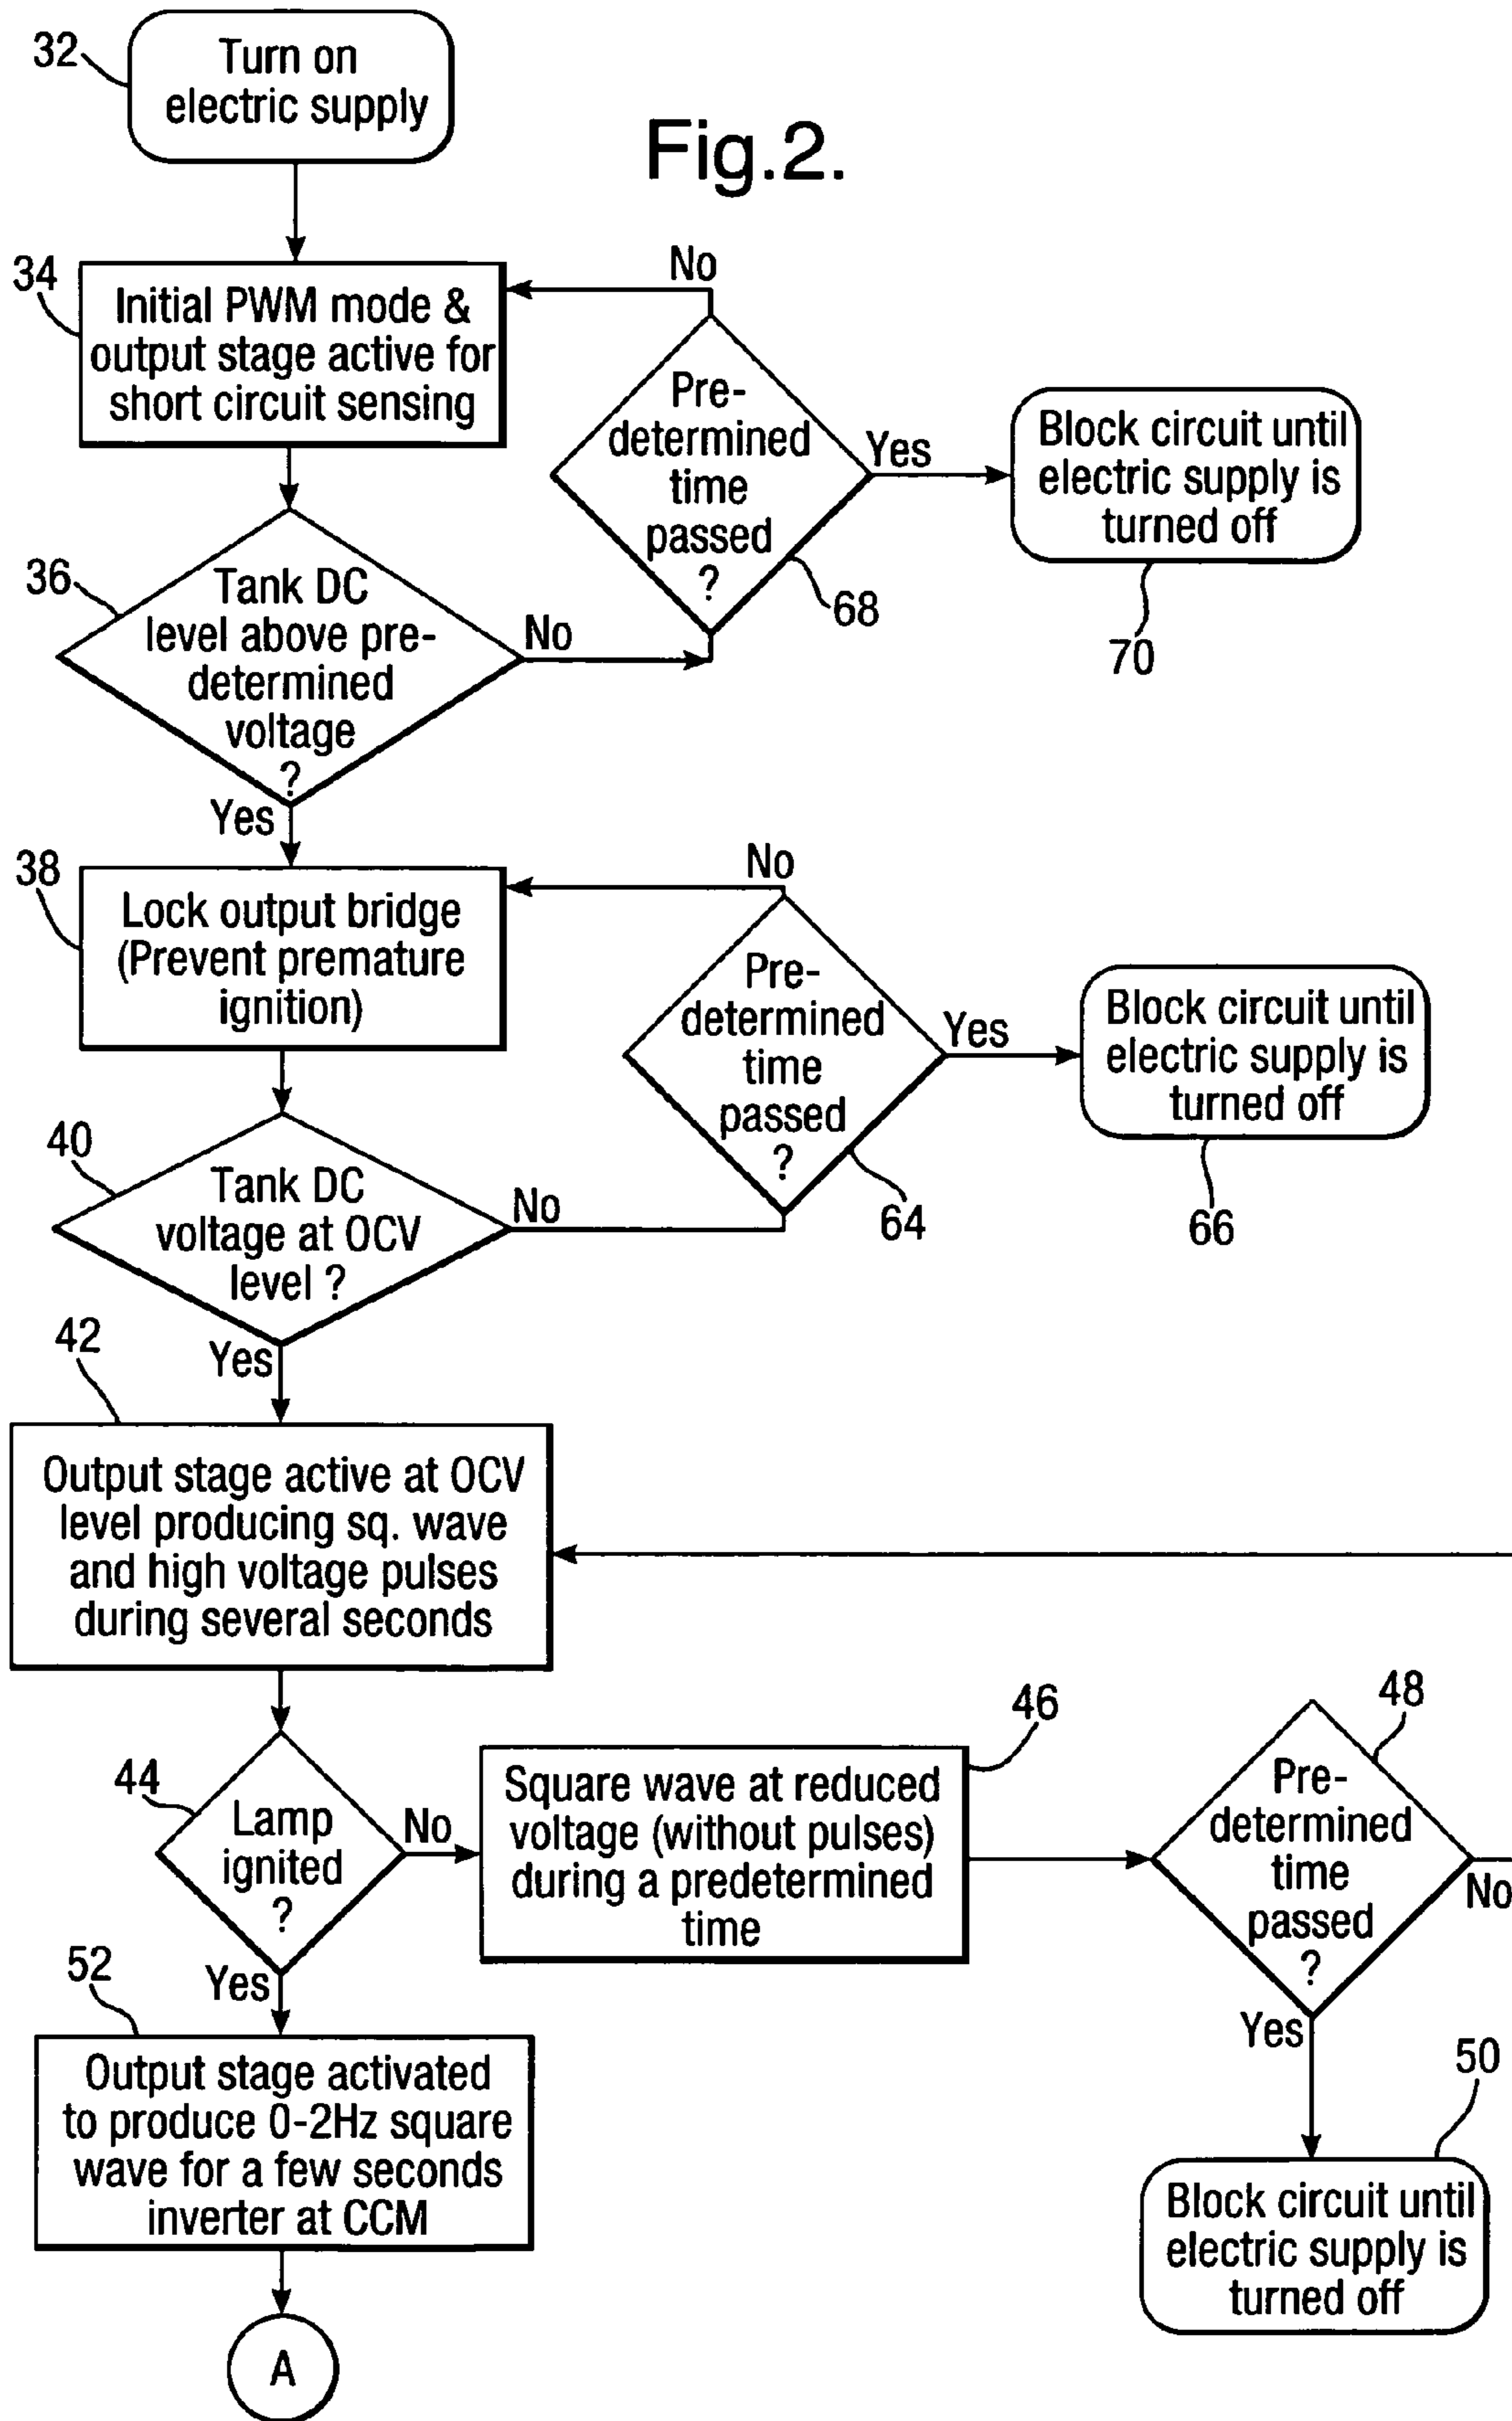 32
Turn on
electric supply
Fig.2.
34
Initial PWM mode &
output stage active for
short circuit sensing
No
Pre-
determined
time
passed
?
68
Yes
Block circuit until
electric supply is
turned off
70
36
Tank DC
level above pre-
determined
voltage
?
No
Yes
38
Lock output bridge
(Prevent premature
ignition)
No
Pre-
determined
time
passed
?
64
Yes
Block circuit until
electric supply is
turned off
66
40
Tank DC
voltage at OCV
level ?
No
Yes
42
Output stage active at OCV
level producing sq. wave
and high voltage pulses
during several seconds
44
Lamp
ignited
?
No
46
Square wave at reduced
voltage (without pulses)
during a predetermined
time
48
Pre-
determined
time
passed
?
No
Yes
50
Block circuit until
electric supply is
turned off
Yes
52
Output stage activated
to produce 0-2Hz square
wave for a few seconds
inverter at CCM
A